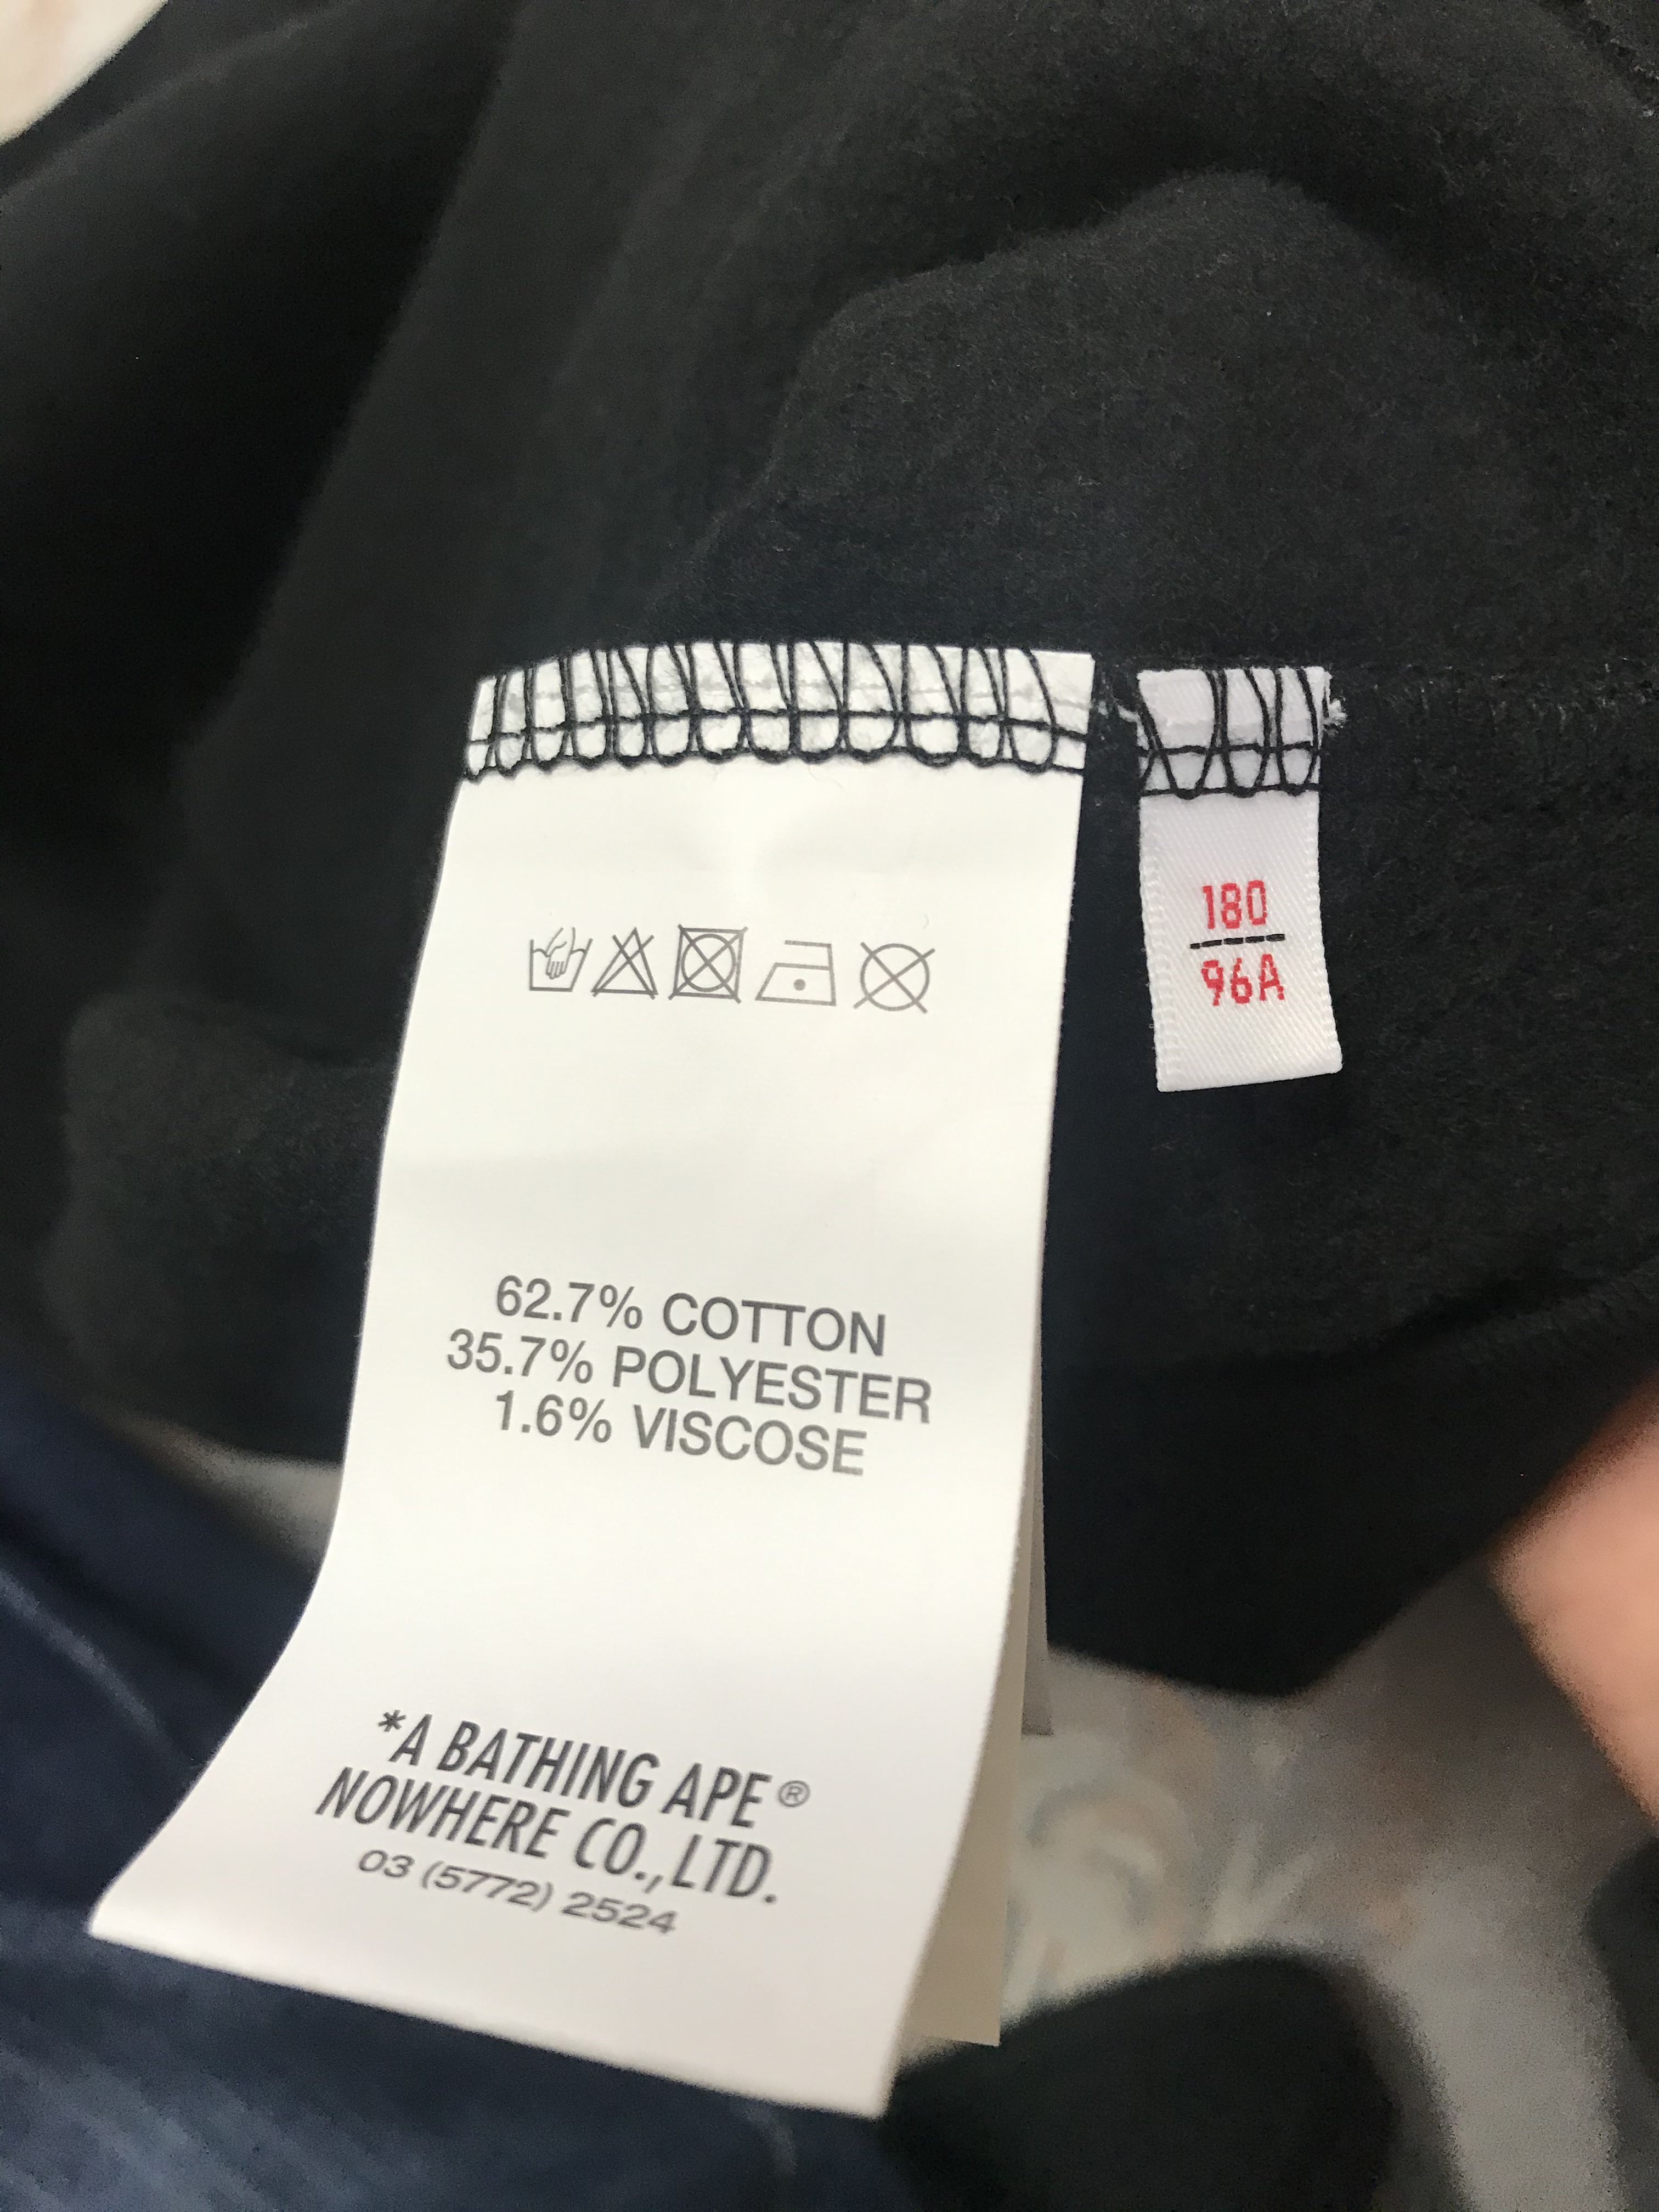 62.7% COTTON
35.7% POLYESTER
1.6% VISCOSE
*A BATHING APE®
NOWHERE CO., LTD.
03 (5772) 2524
180
96A